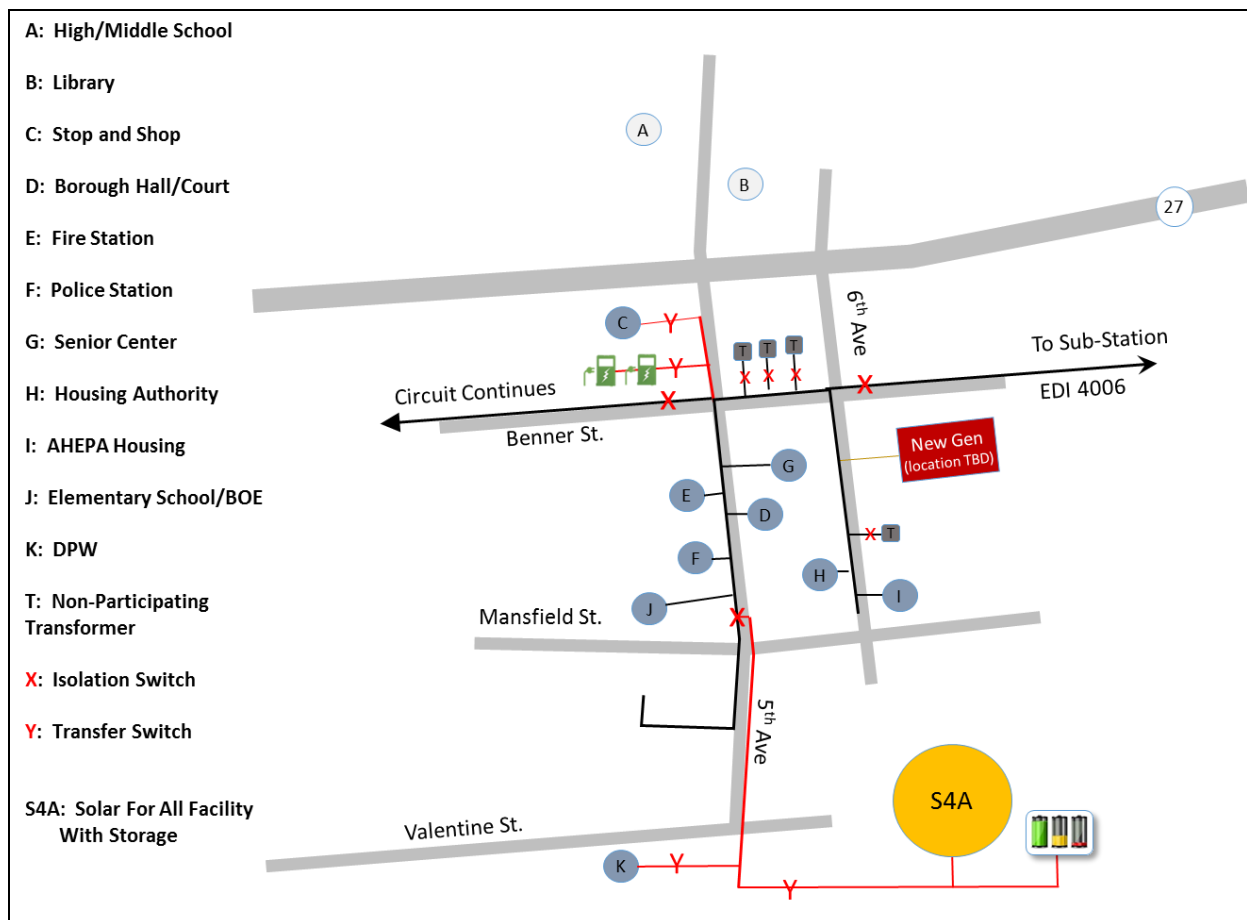 A:  High/Middle School
B:  Library
C:  Stop and Shop
D:  Borough Hall/Court
E:  Fire Station
F:  Police Station
G:  Senior Center
H:  Housing Authority
I:  AHEPA Housing
J:  Elementary School/BOE
K:  DPW
T:  Non-Participating
Transformer
X:  Isolation Switch
Y:  Transfer Switch
S4A:  Solar For All Facility
With Storage
A
B
27
C
Y
Y
T
T
T
X
X
X
6th Ave
To Sub-Station
X
EDI 4006
Circuit Continues
X
Benner St.
New Gen
(location TBD)
G
E
D
X
T
F
H
I
J
X
Mansfield St.
5th Ave
S4A
Valentine St.
K
Y
Y